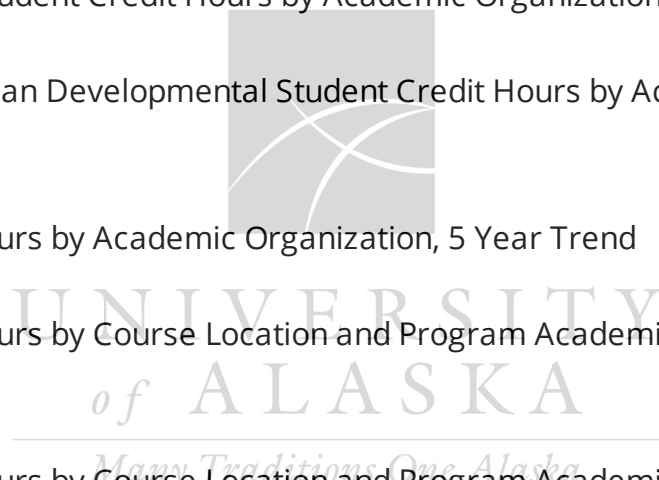 udent Credit Hours by Academic Organization
an Developmental Student Credit Hours by Ac
urs by Academic Organization, 5 Year Trend
UNIVERSITY
urs by Course Location and Program Academi
of ALASKA
Many Traditions One Alaska
urs by Course Location and Program Academi